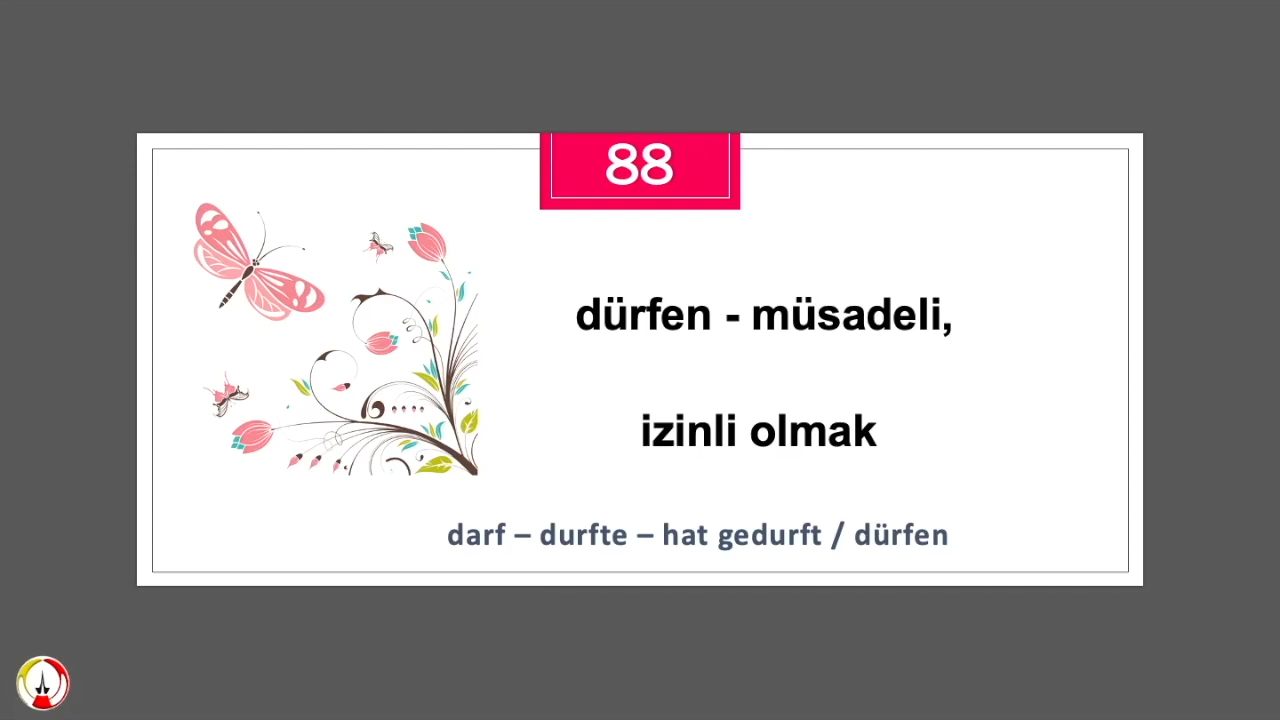 88
dürfen - müsadeli,
izinli olmak
darf – durfte – hat gedurft / dürfen